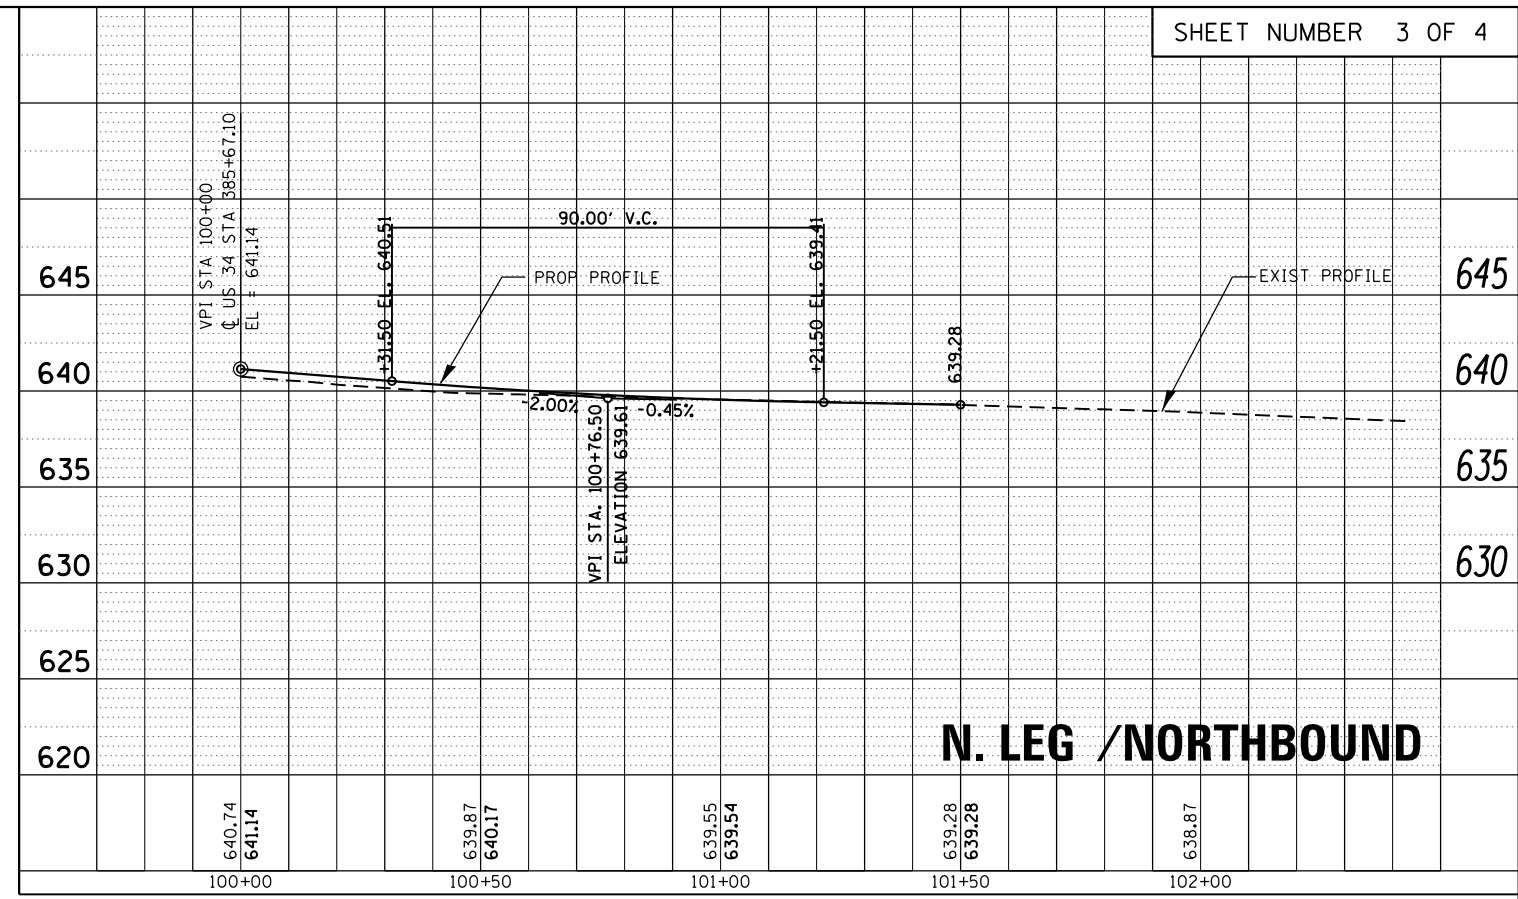 SHEET NUMBER 3 OF 4
VPI STA 100+00
℄ US 34 STA 385+67.10
EL = 641.14
+31.50 EL. 640.51
90.00' V.C.
+21.50 EL. 639.41
639.28
PROP PROFILE
EXIST PROFILE
645
645
640
640
-2.00%
-0.45%
VPI STA. 100+76.50
ELEVATION 639.61
635
635
630
630
625
620
N. LEG /NORTHBOUND
640.74
641.14
639.87
640.17
639.55
639.54
639.28
639.28
638.87
100+00
100+50
101+00
101+50
102+00